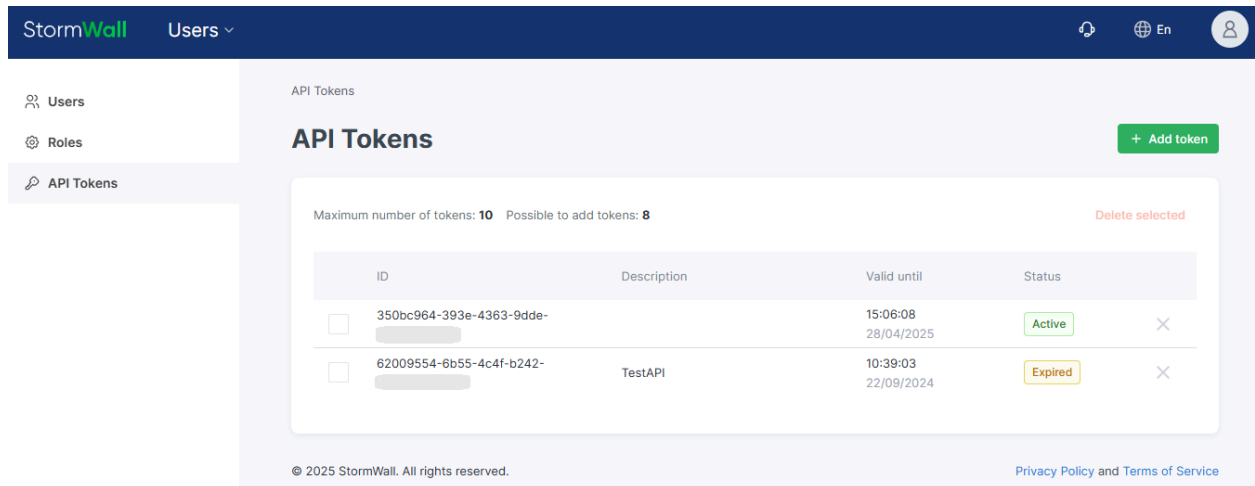 StormWall Users En
Users
Roles
API Tokens
API Tokens
API Tokens
+ Add token
Maximum number of tokens: 10 Possible to add tokens: 8 Delete selected
ID Description Valid until Status
350bc964-393e-4363-9dde- 15:06:08
28/04/2025
Active
62009554-6b55-4c4f-b242- 10:39:03
TestAPI
22/09/2024
Expired
© 2025 StormWall. All rights reserved. Privacy Policy and Terms of Service